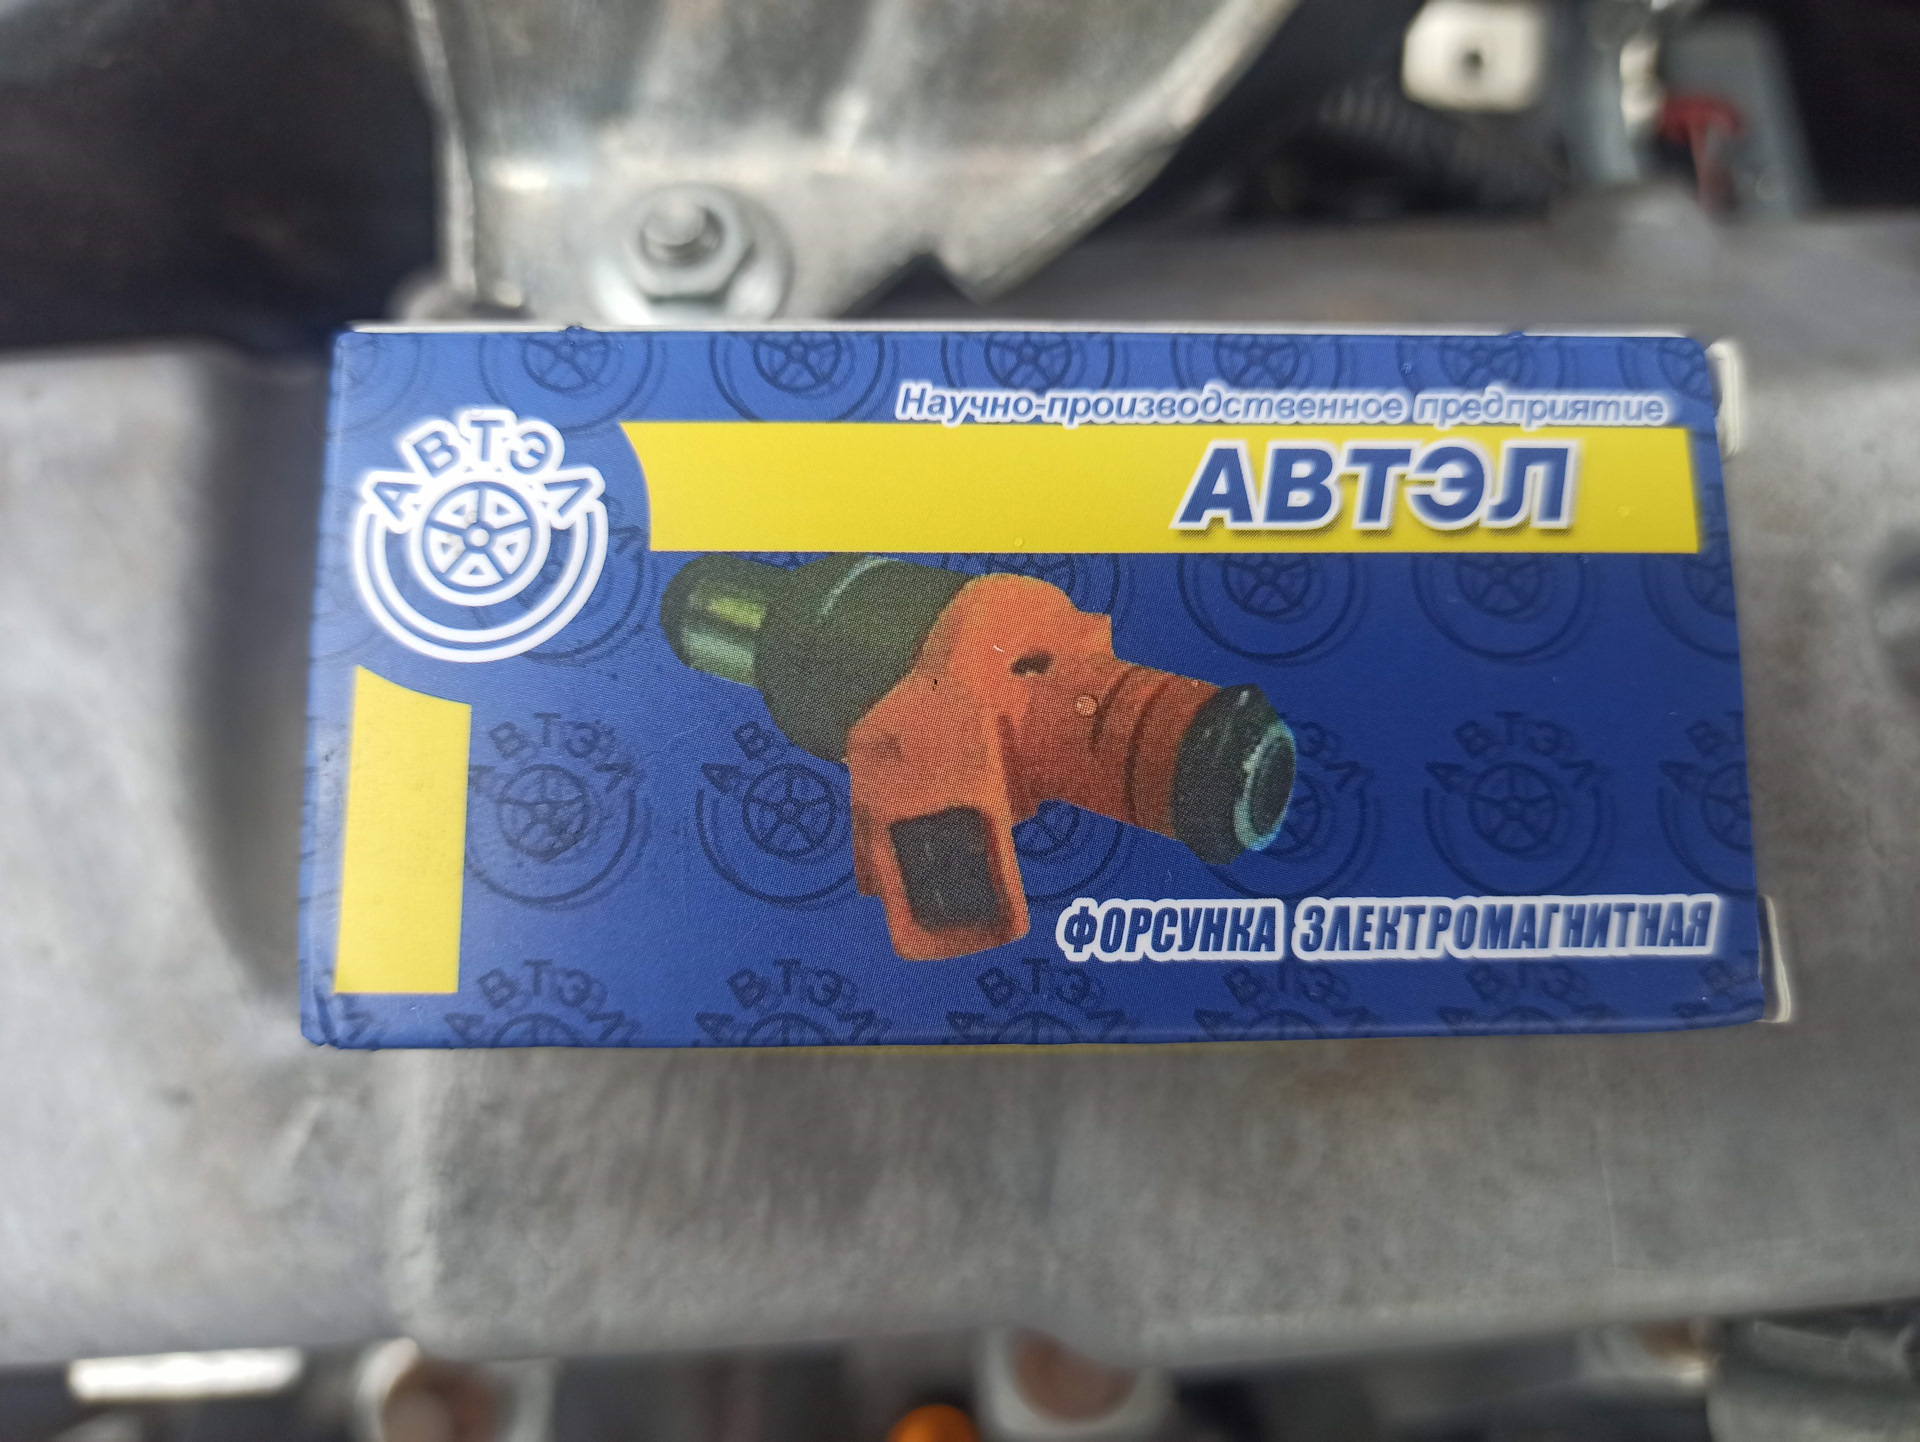 Научно-производственное предприятие
АВТЭЛ
АВТЭЛ
ФОРСУНКА ЭЛЕКТРОМАГНИТНАЯ